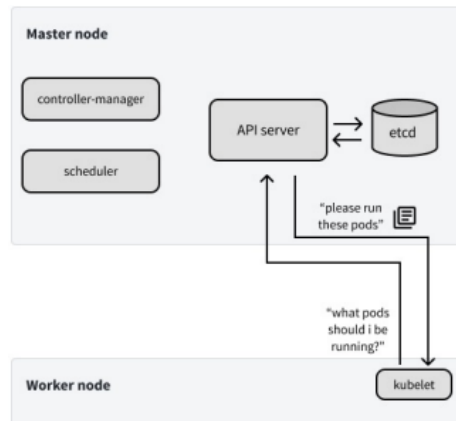 Master node
controller-manager
API server
etcd
scheduler
“please run
these pods”
“what pods
should i be
running?”
Worker node
kubelet